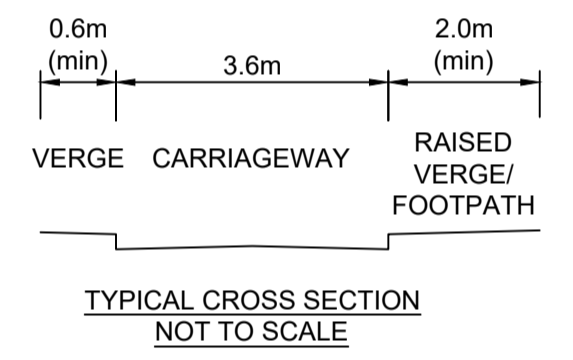 0.6m
(min)
3.6m
2.0m
(min)
VERGE
CARRIAGEWAY
RAISED
VERGE/
FOOTPATH
TYPICAL CROSS SECTION
NOT TO SCALE